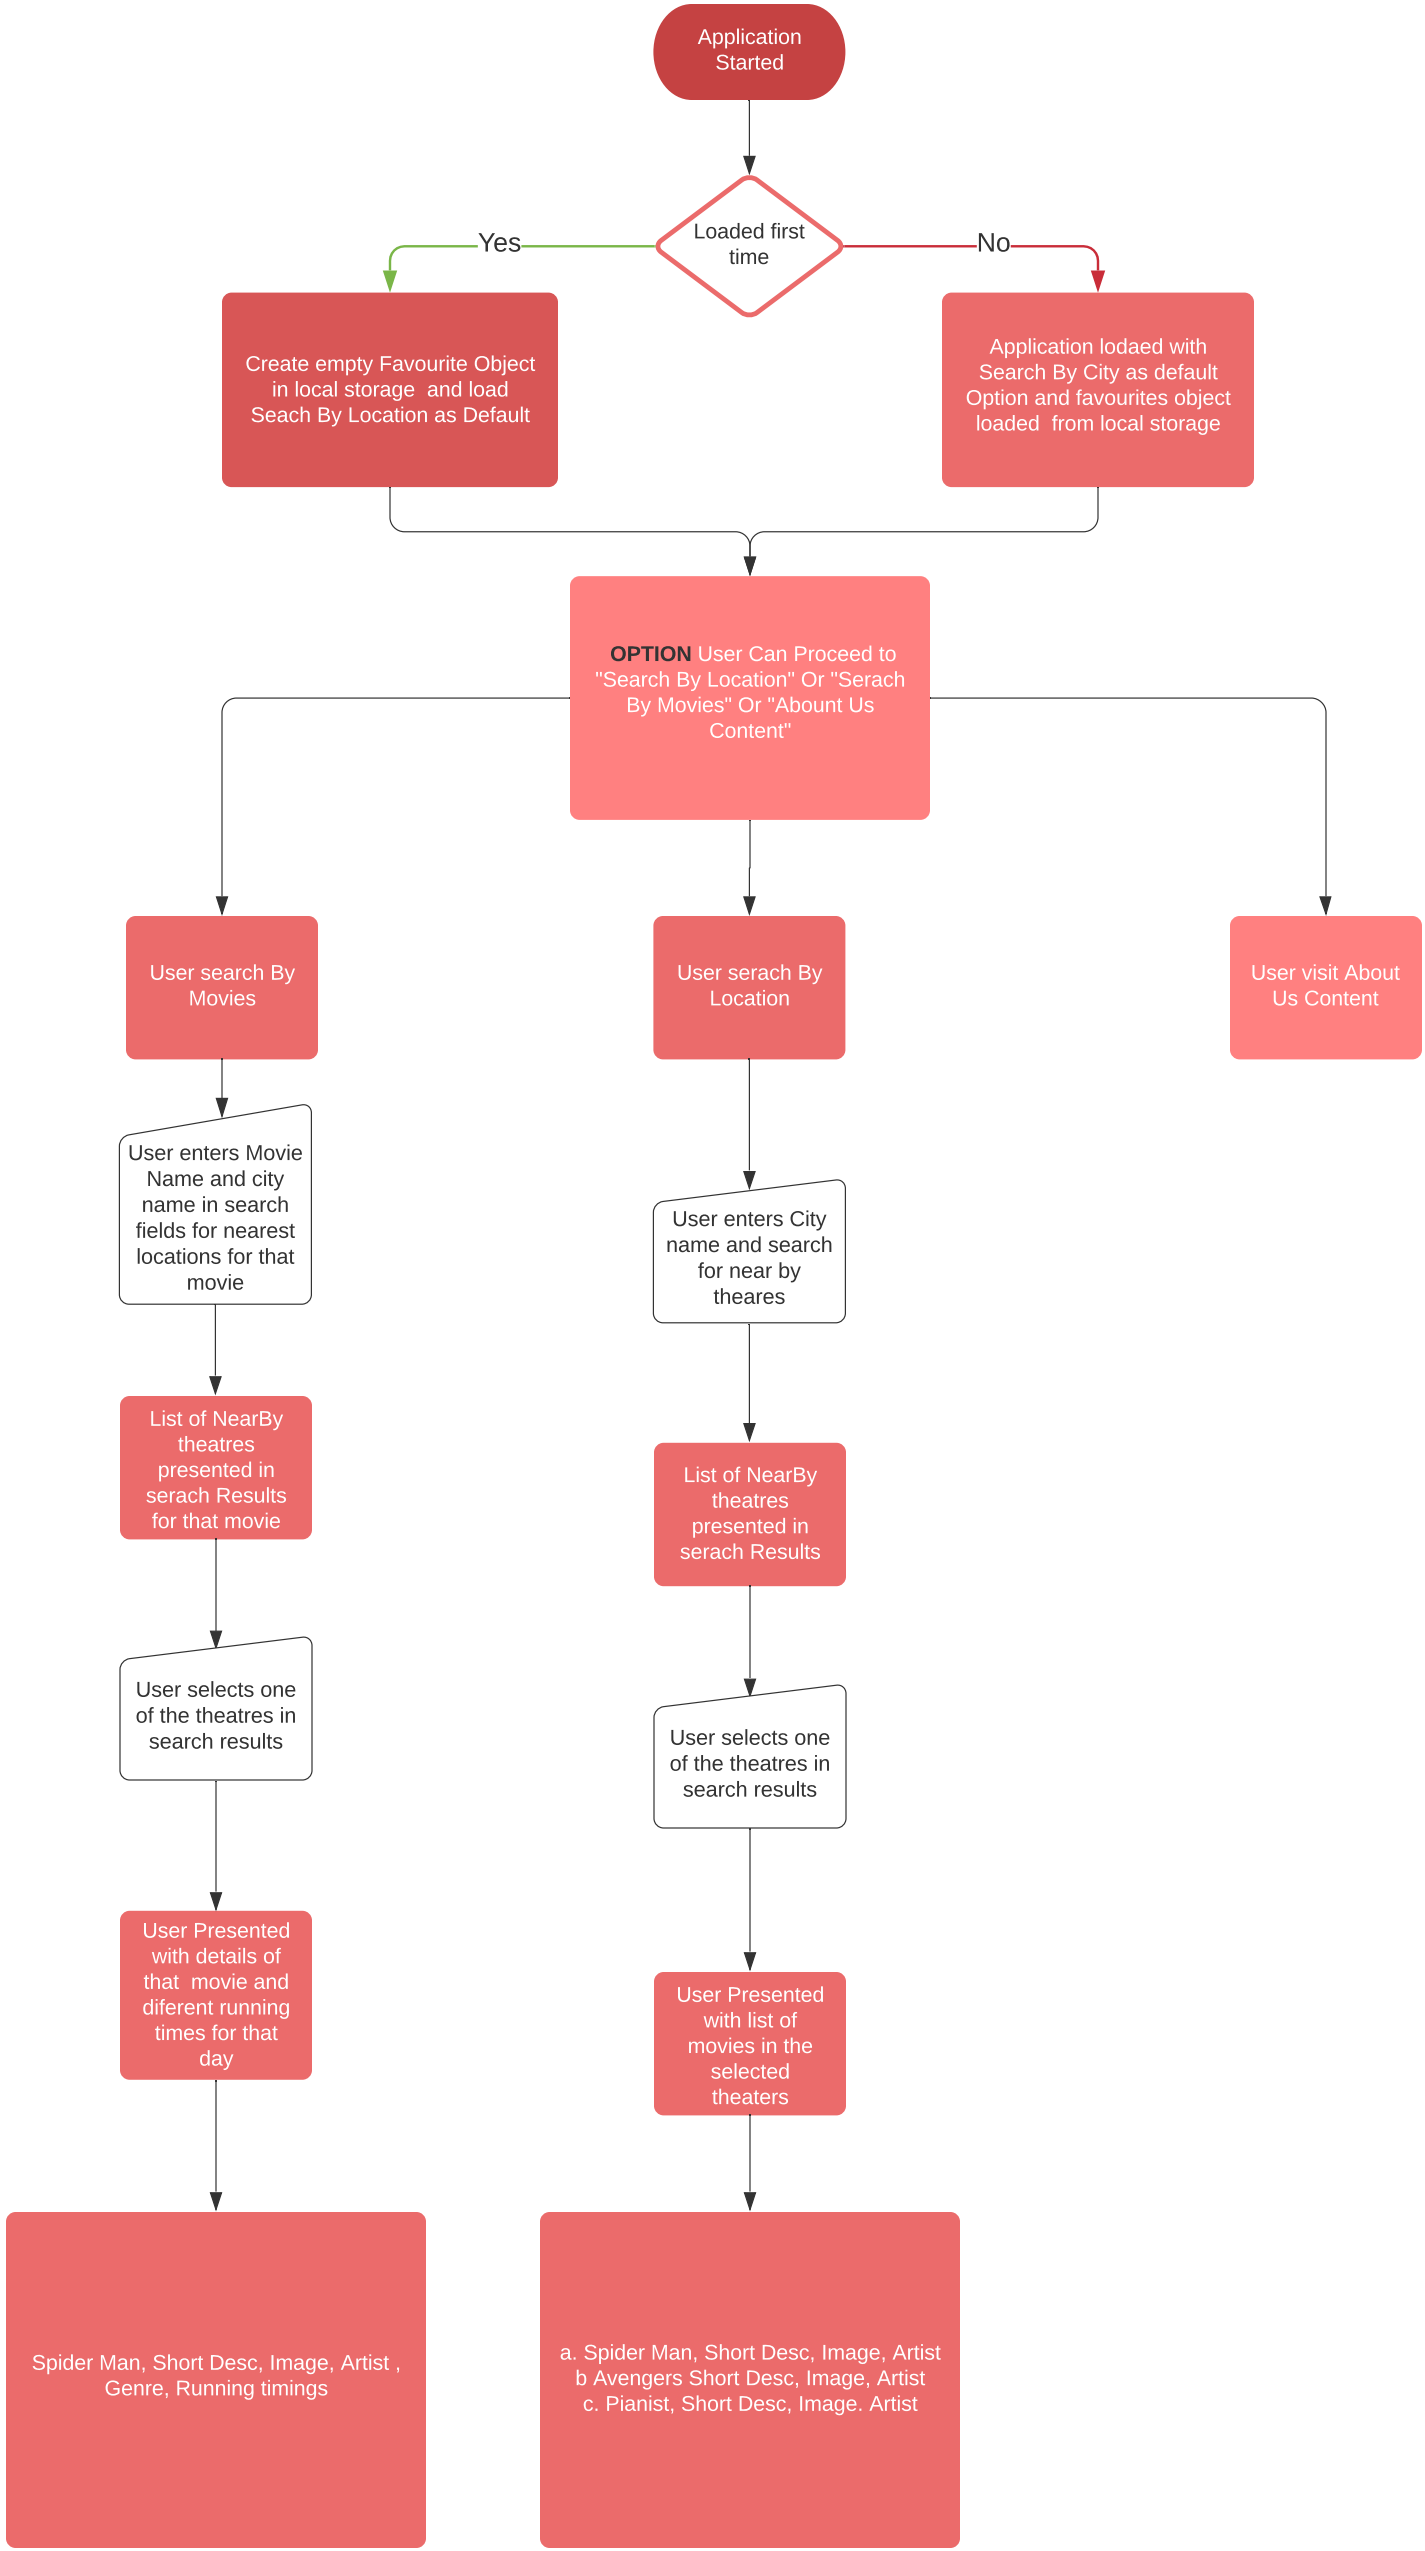 Application
Started
Loaded first
time
Yes
No
Create empty Favourite Object
in local storage  and load
Seach By Location as Default
Application lodaed with
Search By City as default
Option and favourites object
loaded  from local storage
OPTION User Can Proceed to
"Search By Location" Or "Serach
By Movies" Or "Abount Us
Content"
User search By
Movies
User serach By
Location
User visit About
Us Content
User enters Movie
Name and city
name in search
fields for nearest
locations for that
movie
User enters City
name and search
for near by
theares
List of NearBy
theatres
presented in
serach Results
for that movie
List of NearBy
theatres
presented in
serach Results
User selects one
of the theatres in
search results
User selects one
of the theatres in
search results
User Presented
with details of
that  movie and
diferent running
times for that
day
User Presented
with list of
movies in the
selected
theaters
Spider Man, Short Desc, Image, Artist ,
Genre, Running timings
a. Spider Man, Short Desc, Image, Artist
b Avengers Short Desc, Image, Artist
c. Pianist, Short Desc, Image. Artist